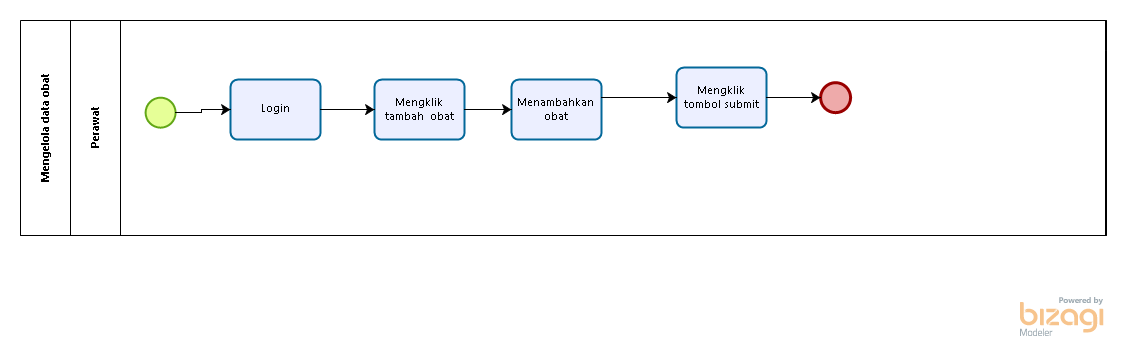 Mengelola data obat
Perawat
Login
Mengklik
tambah obat
Menambahkan
obat
Mengklik
tombol submit
Powered by
bizagi
Modeler